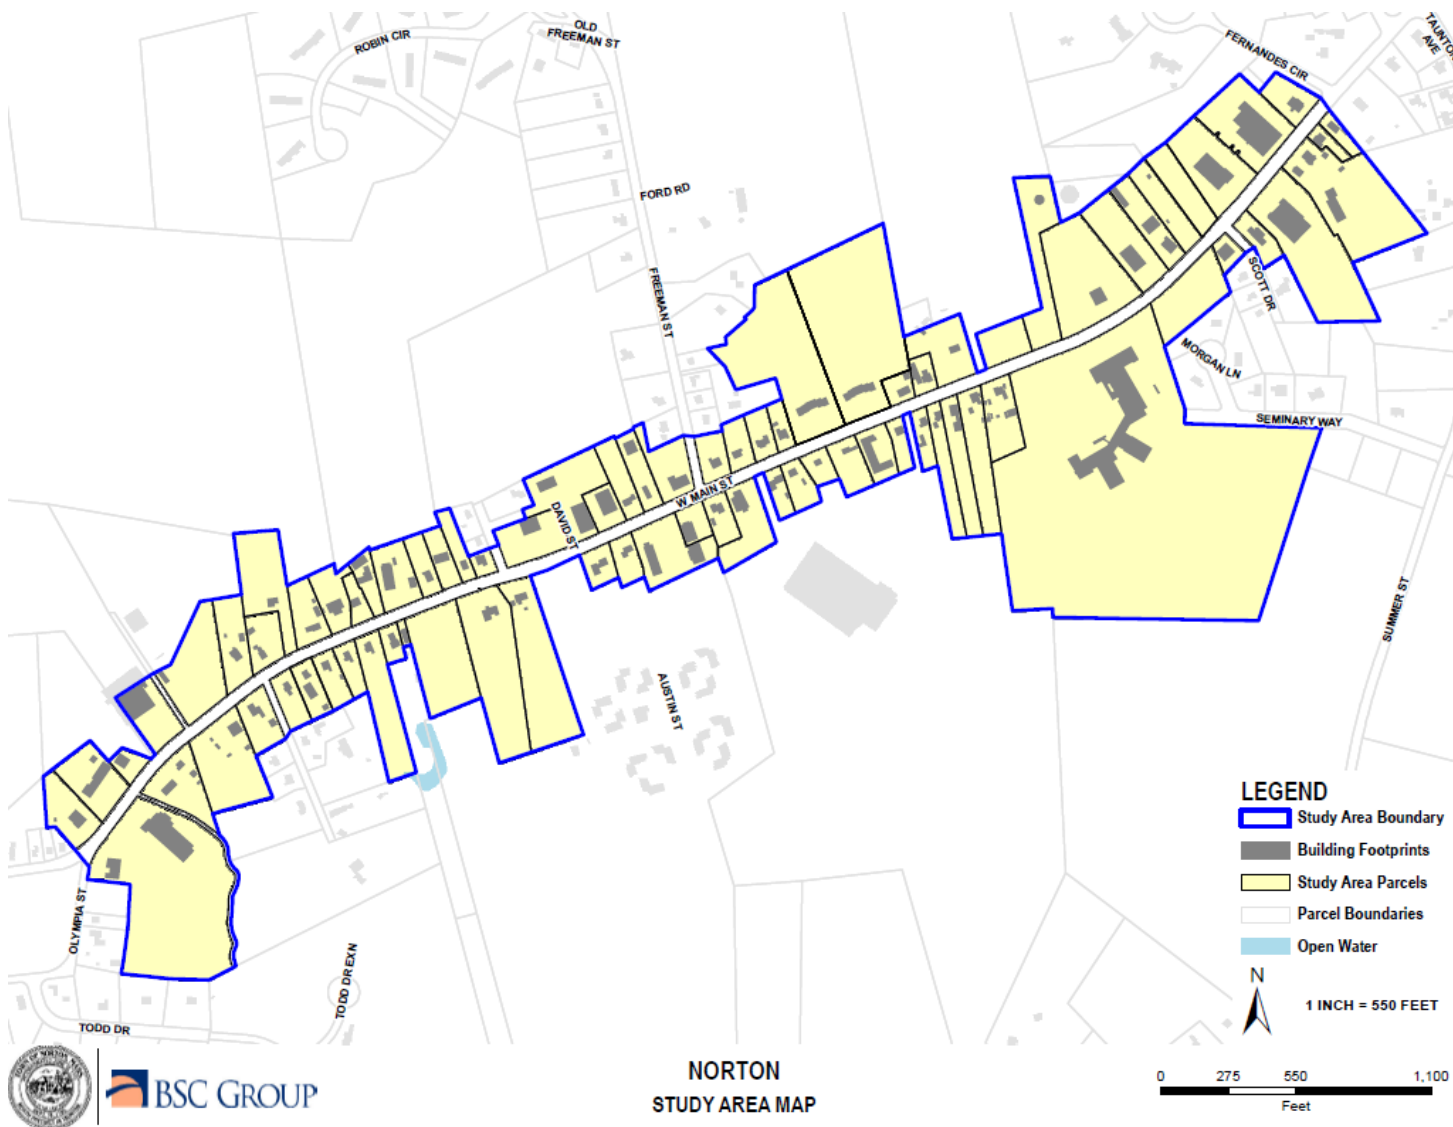 OLD
FREEMAN ST
ROBIN CIR
TAUNTON
AVE
FERNANDES CIR
FORD RD
FREEMAN ST
SCOTT DR
MORGAN LN
SEMINARY WAY
W MAIN ST
DAVID ST
SUMMER ST
AUSTIN ST
OLYMPIA ST
TODD DR EXN
TODD DR
LEGEND
Study Area Boundary
Building Footprints
Study Area Parcels
Parcel Boundaries
Open Water
N
1 INCH = 550 FEET
BSC GROUP
NORTON
STUDY AREA MAP
0 275 550 1,100
Feet